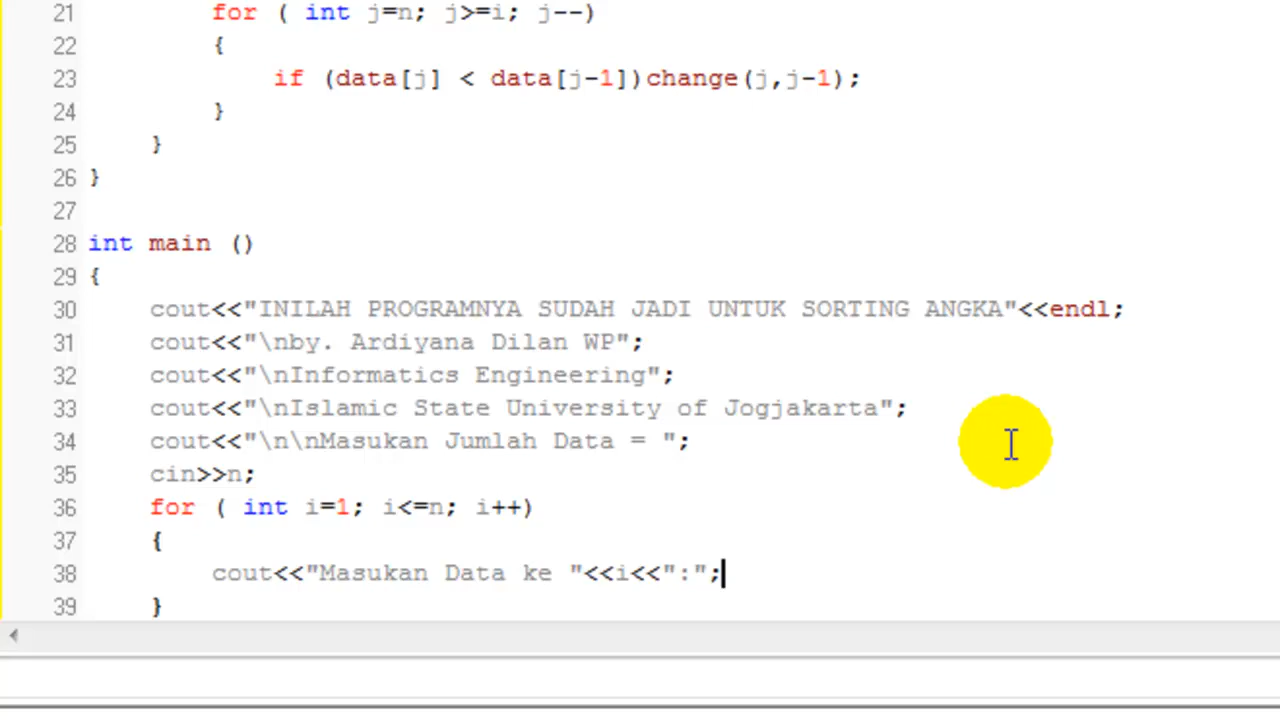 21 for ( int j=n; j>=i; j--)
22 {
23 if (data[j] < data[j-1])change(j,j-1);
24 }
25 }
26 }
27
28 int main ()
29 {
30 cout<<"INILAH PROGRAMNYA SUDAH JADI UNTUK SORTING ANGKA"<<endl;
31 cout<<"\nby. Ardiyana Dilan WP";
32 cout<<"\nInformatics Engineering";
33 cout<<"\nIslamic State University of Jogjakarta";
34 cout<<"\n\nMasukan Jumlah Data = ";
35 cin>>n;
36 for ( int i=1; i<=n; i++)
37 {
38 cout<<"Masukan Data ke "<<i<<":";
39 }